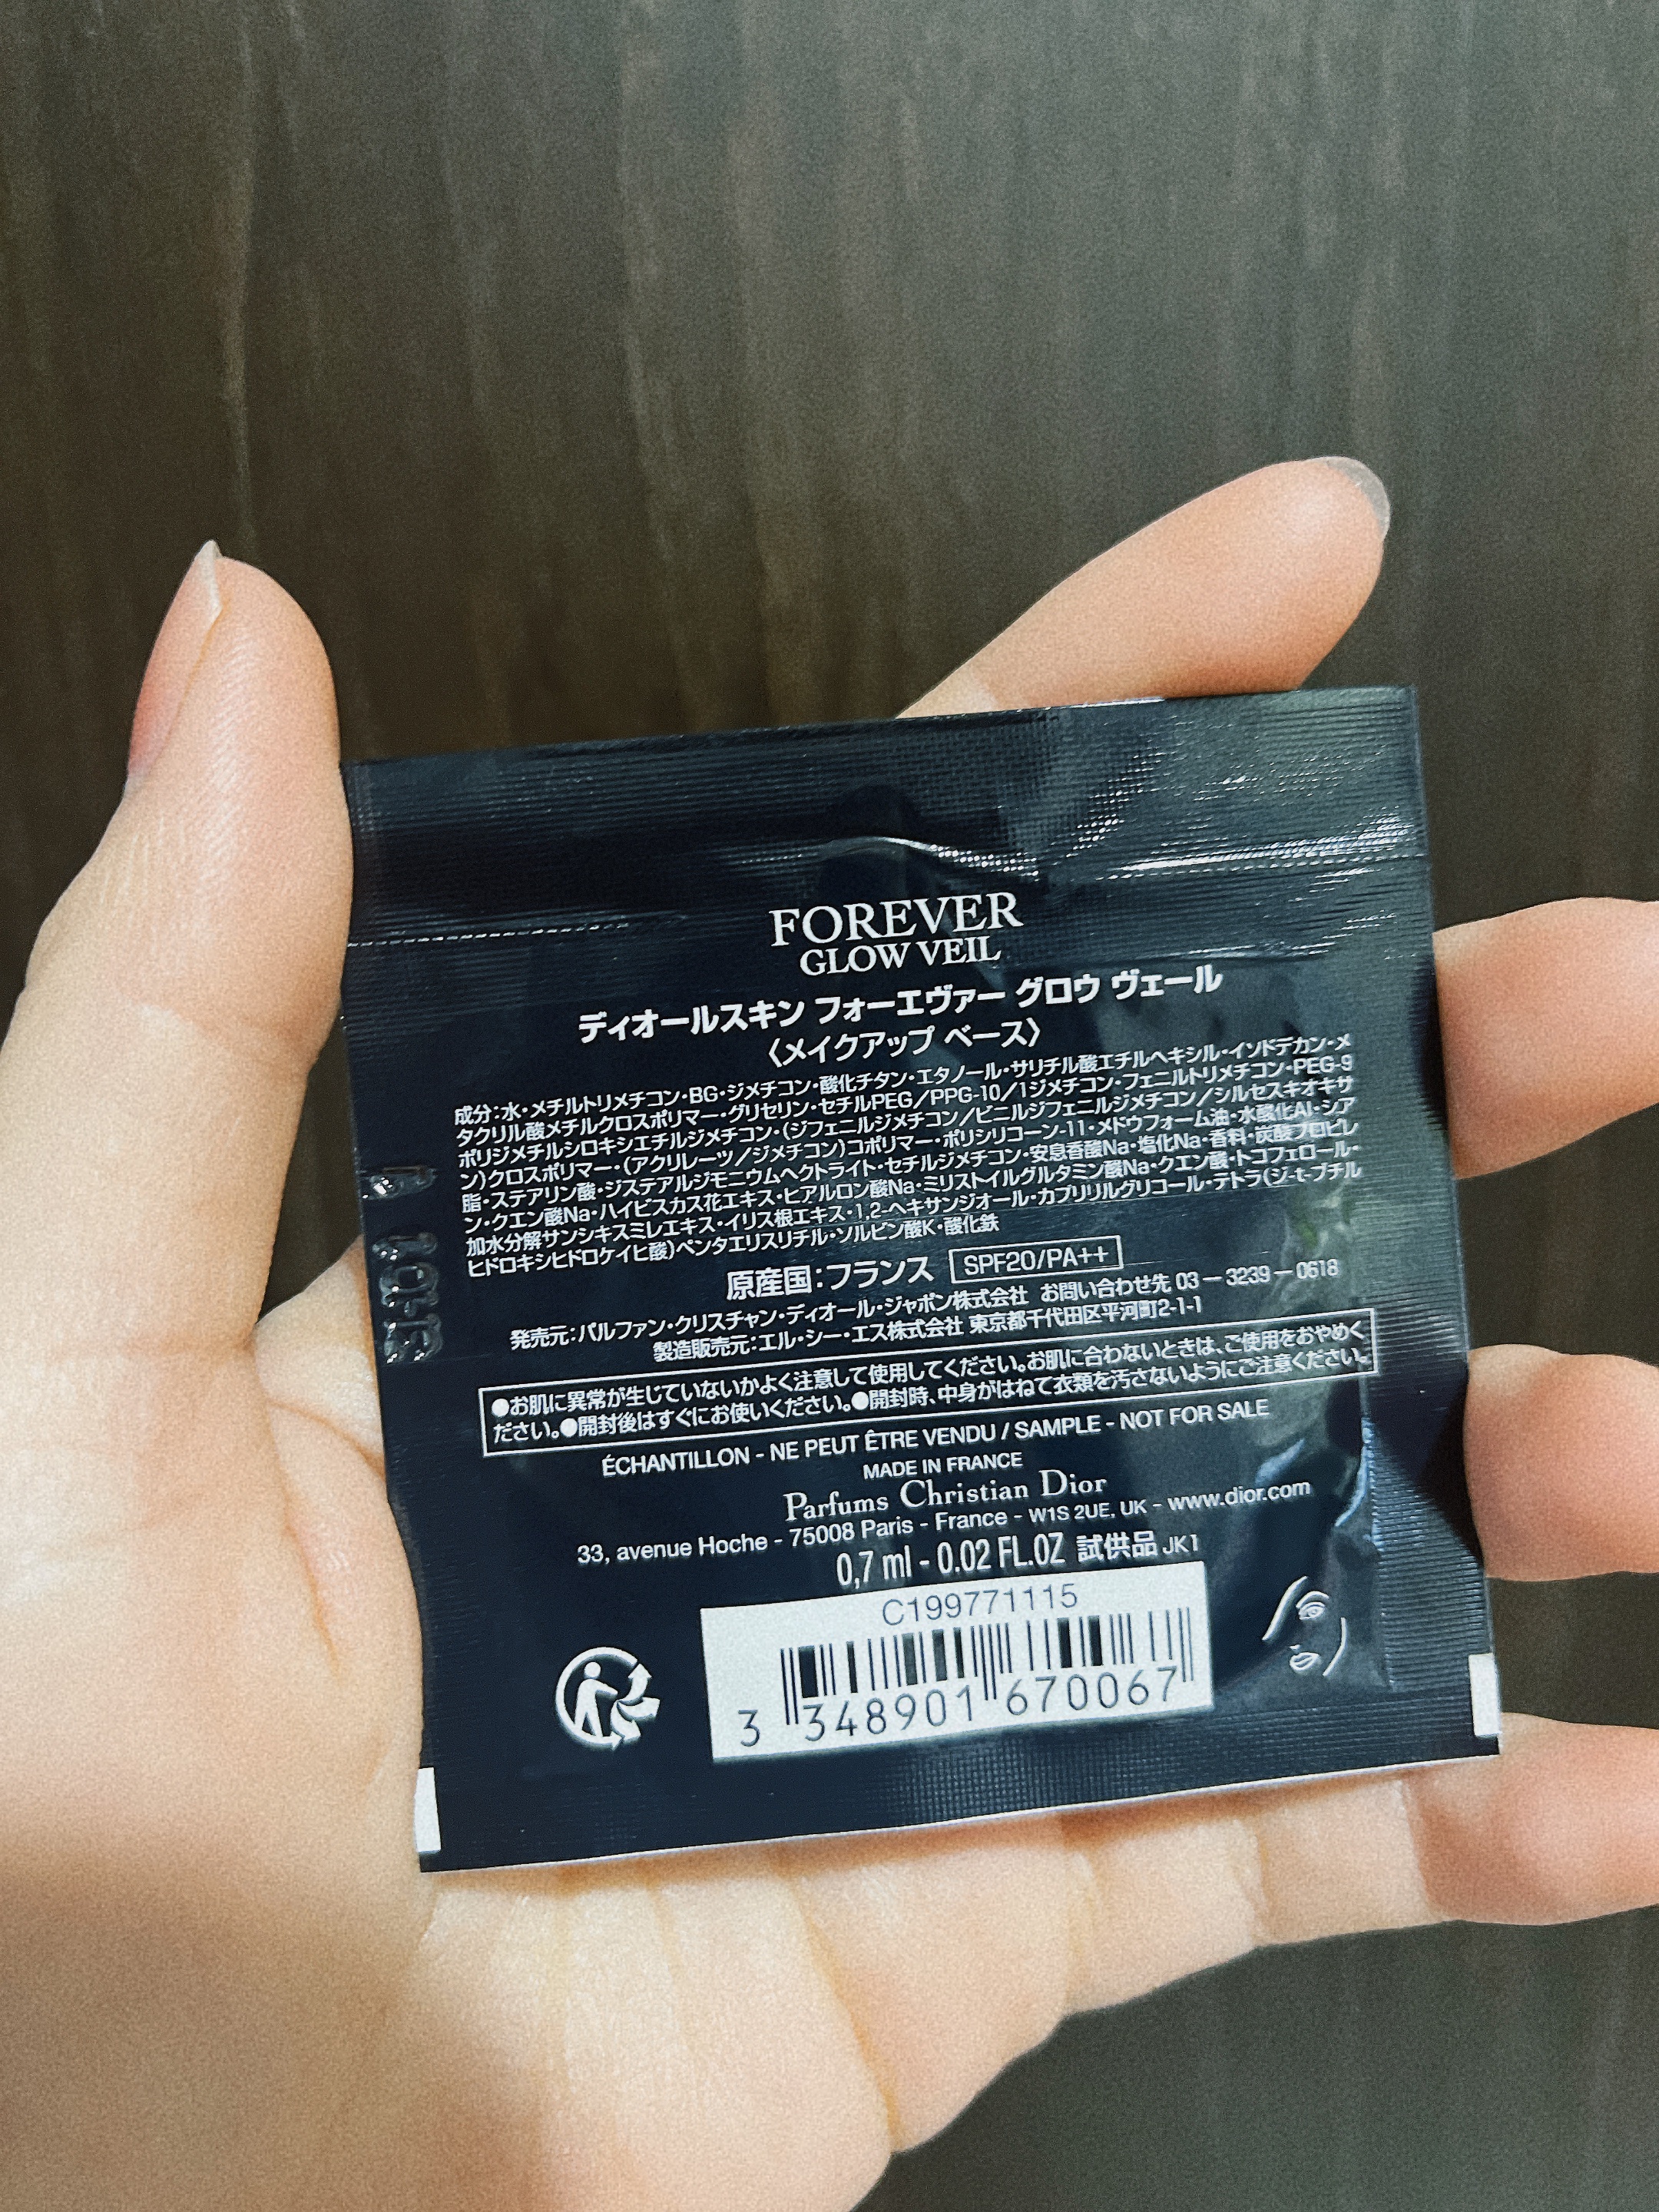 FOREVER
GLOW VEIL
ディオールスキン フォーエヴァー グロウ ヴェール
〈メイクアップ ベース〉
成分：水・メチルトリメチコン・BG・ジメチコン・酸化チタン・エタノール・サリチル酸エチルヘキシル・イソドデカン・メ
タクリル酸メチルクロスポリマー・グリセリン・セチルPEG／PPG-10／1ジメチコン・フェニルトリメチコン・PEG-9
ポリジメチルシロキシエチルジメチコン・（ジフェニルジメチコン／ビニルジフェニルジメチコン／シルセスキオキサ
ン）クロスポリマー・（アクリレーツ／ジメチコン）コポリマー・ポリシリコーン-11・メドウフォーム油・水酸化Al・シア
脂・ステアリン酸・ジステアルジモニウムヘクトライト・セチルジメチコン・安息香酸Na・塩化Na・香料・炭酸プロピレ
ン・クエン酸Na・ハイビスカス花エキス・ヒアルロン酸Na・ミリストイルグルタミン酸Na・クエン酸・トコフェロール・
加水分解サンシキスミレエキス・イリス根エキス・1,2-ヘキサンジオール・カプリリルグリコール・テトラ（ジ-t-ブチル
ヒドロキシヒドロケイヒ酸）ペンタエリスリチル・ソルビン酸K・酸化鉄
原産国：フランス SPF20/PA++
発売元：パルファン・クリスチャン・ディオール・ジャポン株式会社 お問い合わせ先 03－3239－0618
製造販売元：エル・シー・エス株式会社 東京都千代田区平河町2-1-1
●お肌に異常が生じていないかよく注意して使用してください。お肌に合わないときは、ご使用をおやめく
ださい。●開封後はすぐにお使いください。●開封時、中身がはねて衣類を汚さないようにご注意ください。
ÉCHANTILLON - NE PEUT ÊTRE VENDU / SAMPLE - NOT FOR SALE
MADE IN FRANCE
Parfums Christian Dior
33, avenue Hoche - 75008 Paris - France - W1S 2UE. UK - www.dior.com
0,7 ml - 0.02 FL.OZ 試供品 JK1
C199771115
3 348901 670067